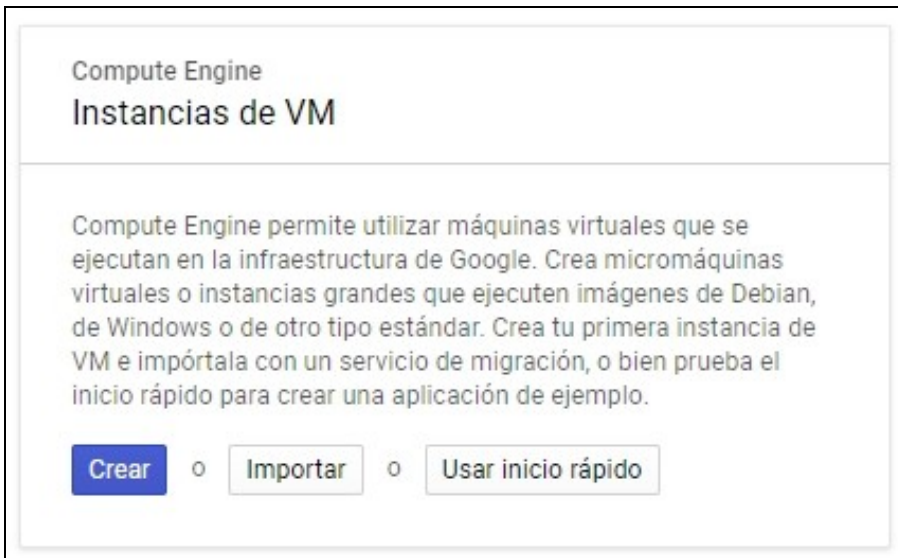 Compute Engine
Instancias de VM
Compute Engine permite utilizar máquinas virtuales que se
ejecutan en la infraestructura de Google. Crea micromáquinas
virtuales o instancias grandes que ejecuten imágenes de Debian,
de Windows o de otro tipo estándar. Crea tu primera instancia de
VM e impórtala con un servicio de migración, o bien prueba el
inicio rápido para crear una aplicación de ejemplo.
Crear o Importar o Usar inicio rápido